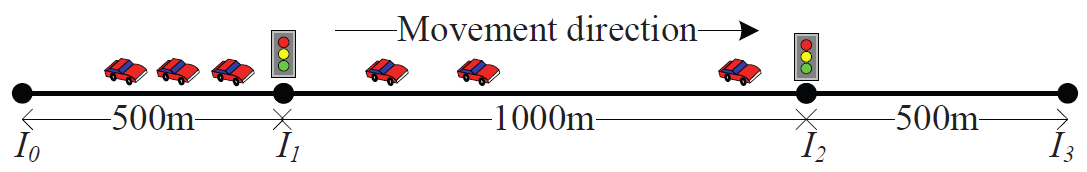 Movement direction
500m 1000m 500m
I0 I1 I2 I3